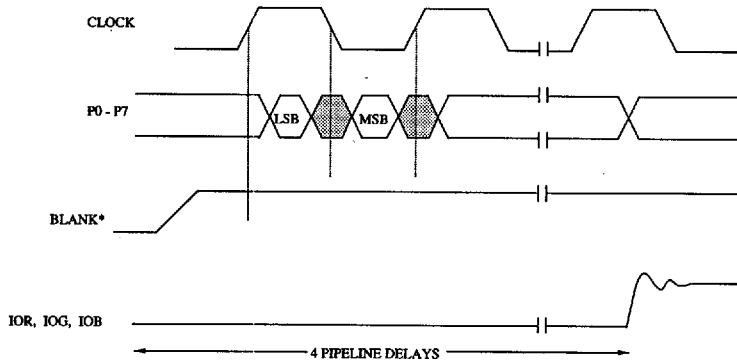 CLOCK
P0 - P7
LSB
MSB
BLANK*
IOR, IOG, IOB
4 PIPELINE DELAYS